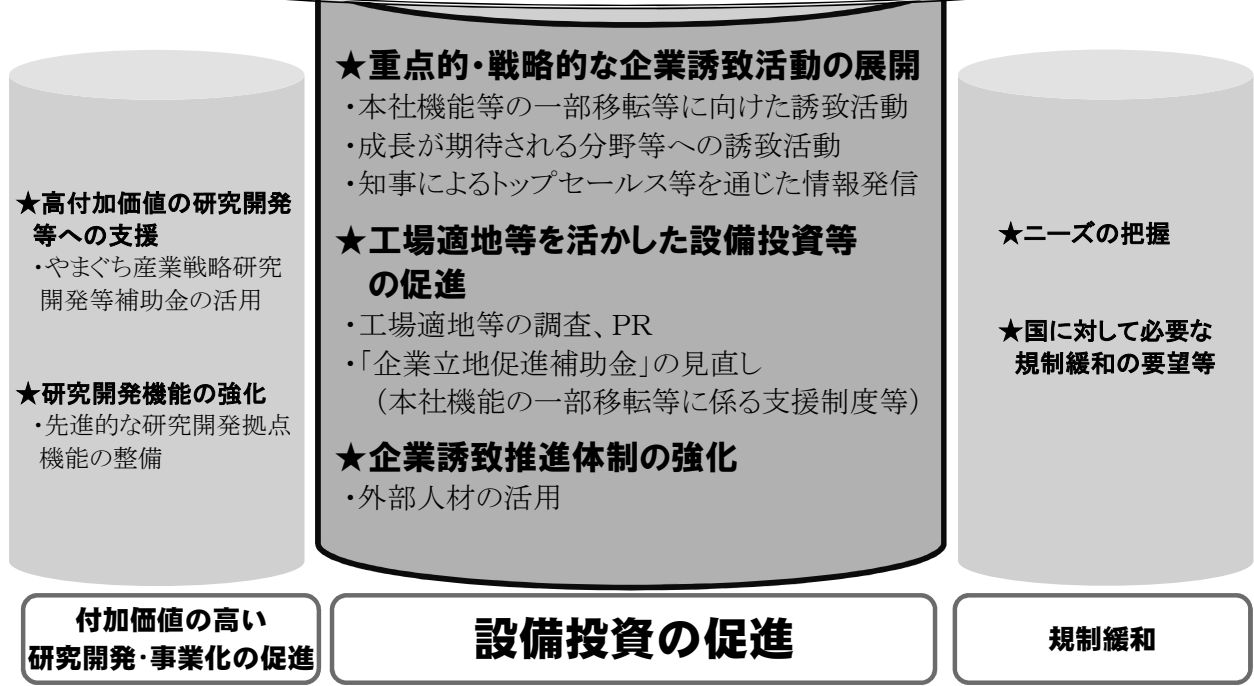 ★高付加価値の研究開発
等への支援
・やまぐち産業戦略研究
開発等補助金の活用
★研究開発機能の強化
・先進的な研究開発拠点
機能の整備
付加価値の高い
研究開発・事業化の促進
★重点的・戦略的な企業誘致活動の展開
・本社機能等の一部移転等に向けた誘致活動
・成長が期待される分野等への誘致活動
・知事によるトップセールス等を通じた情報発信
★工場適地等を活かした設備投資等
の促進
・工場適地等の調査、PR
・「企業立地促進補助金」の見直し
（本社機能の一部移転等に係る支援制度等）
★企業誘致推進体制の強化
・外部人材の活用
設備投資の促進
★ニーズの把握
★国に対して必要な
規制緩和の要望等
規制緩和